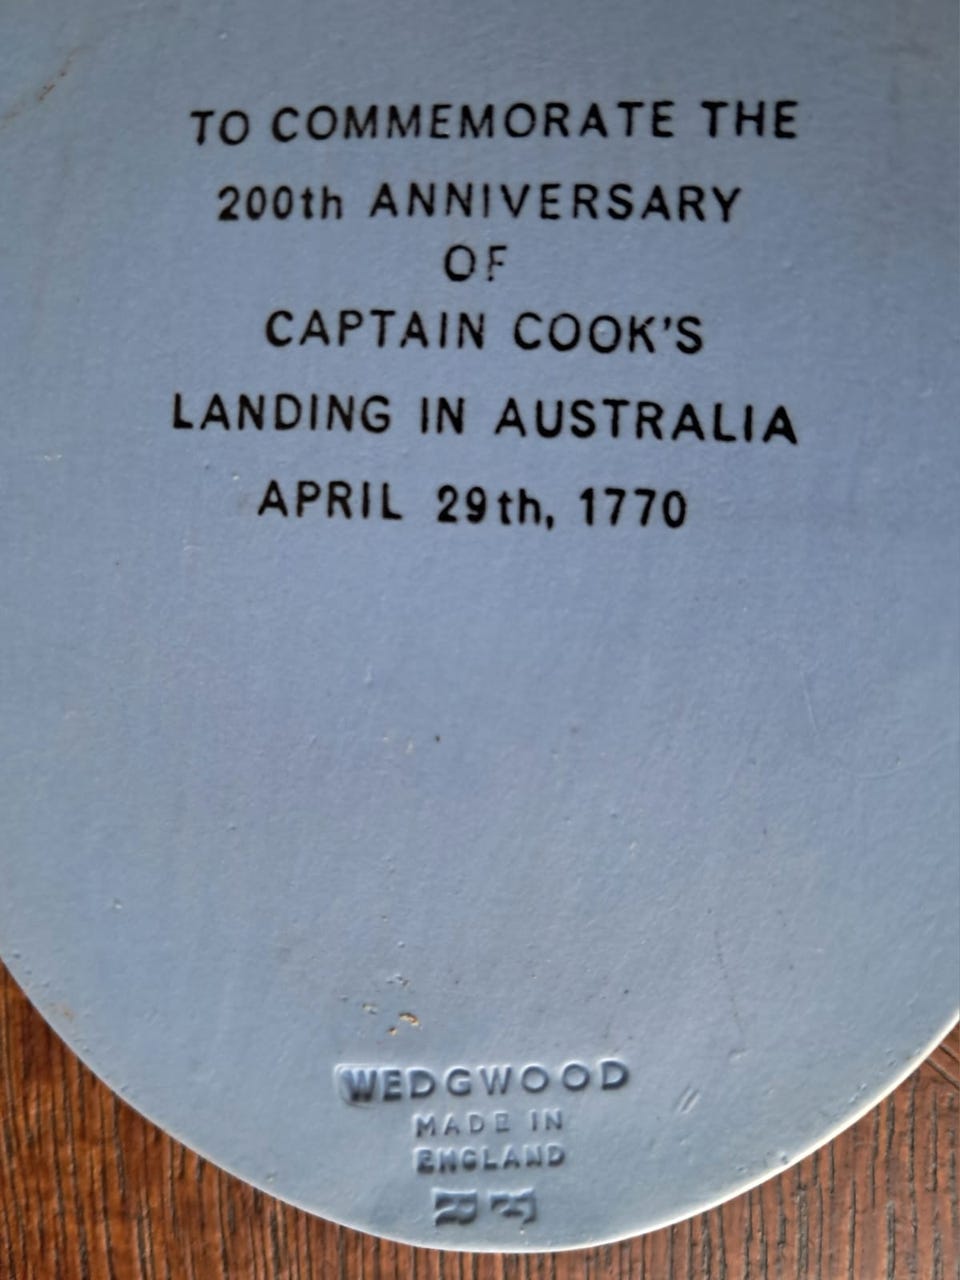 TO COMMEMORATE THE
200th ANNIVERSARY
OF
CAPTAIN COOK'S
LANDING IN AUSTRALIA
APRIL 29th, 1770
WEDGWOOD
MADE IN
ENGLAND